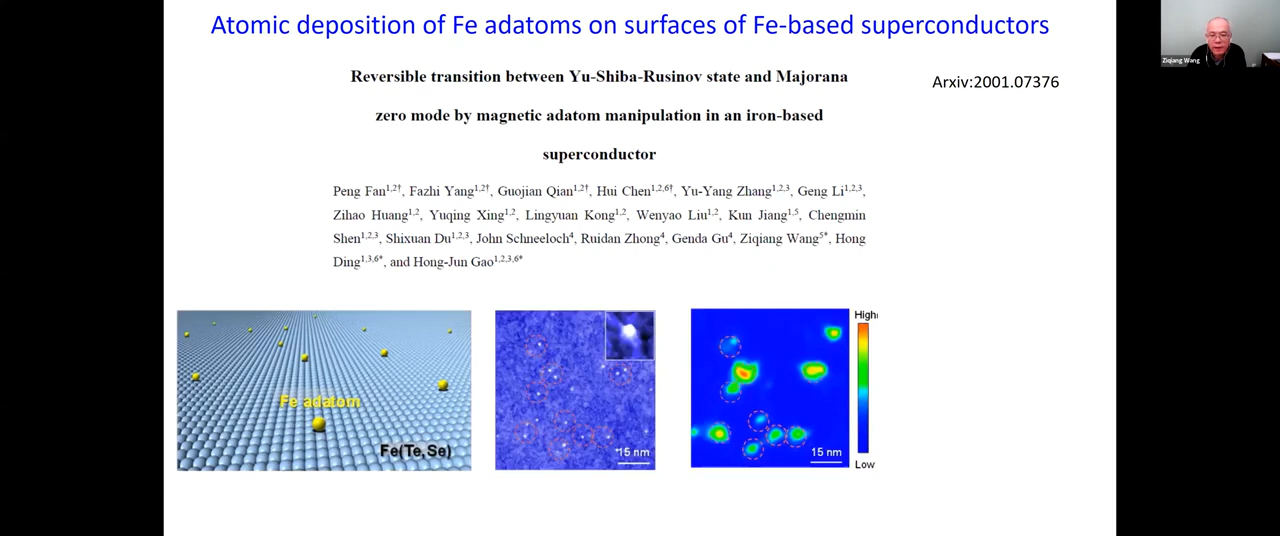 Atomic deposition of Fe adatoms on surfaces of Fe-based superconductors
Ziqiang Wang
Reversible transition between Yu-Shiba-Rusinov state and Majorana
zero mode by magnetic adatom manipulation in an iron-based
superconductor
Arxiv:2001.07376
Peng Fan1,2†, Fazhi Yang1,2†, Guojian Qian1,2†, Hui Chen1,2,6†, Yu-Yang Zhang1,2,3, Geng Li1,2,3,
Zihao Huang1,2, Yuqing Xing1,2, Lingyuan Kong1,2, Wenyao Liu1,2, Kun Jiang1,5, Chengmin
Shen1,2,3, Shixuan Du1,2,3, John Schneeloch4, Ruidan Zhong4, Genda Gu4, Ziqiang Wang5*, Hong
Ding1,3,6*, and Hong-Jun Gao1,2,3,6*
Fe adatom
Fe(Te,Se)
15 nm
15 nm
High
Low